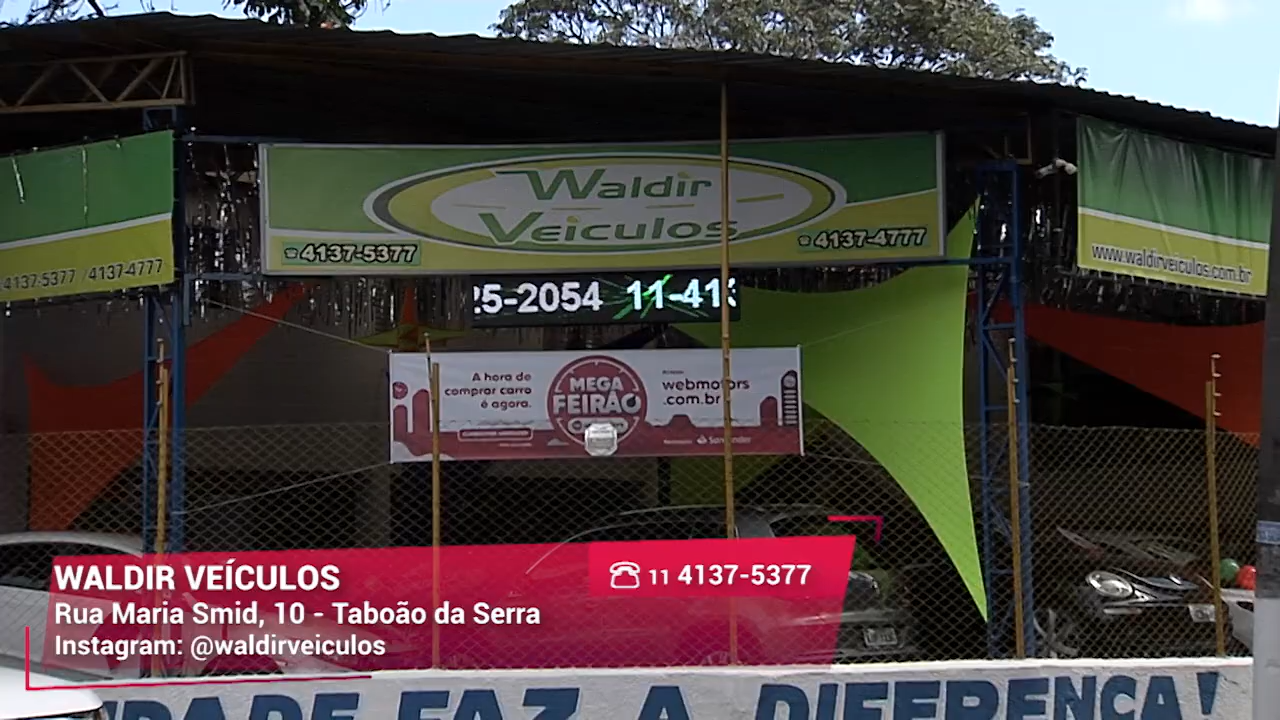 Waldir
Veiculos
4137-5377
4137-4777
4137-5377 /4137-4777
www.waldirveiculos.com.br
25-2054 11-413
A hora de
comprar carro
é agora.
MEGA
FEIRÃO
webmotors
.com.br
Santander
WALDIR VEÍCULOS
11 4137-5377
Rua Maria Smid, 10 - Taboão da Serra
Instagram: @waldirveiculos
FAZ A DIFERENÇA!